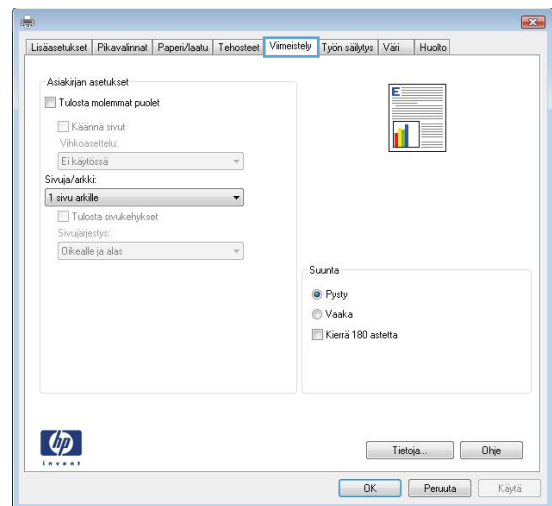 Lisäasetukset Pikavalinnat Paperi/laatu Tehosteet Viimeistely Työn säilytys Väri Huolto
Asiakirjan asetukset
Tulosta molemmat puolet
Käännä sivut
Vihkoasettelu:
Ei käytössä
Sivuja/arkki:
1 sivu arkille
Tulosta sivukehykset
Sivujärjestys:
Oikealle ja alas
E
Suunta
Pysty
Vaaka
Kierrä 180 astetta
hp
invent
Tietoja... Ohje
OK Peruuta Käytä